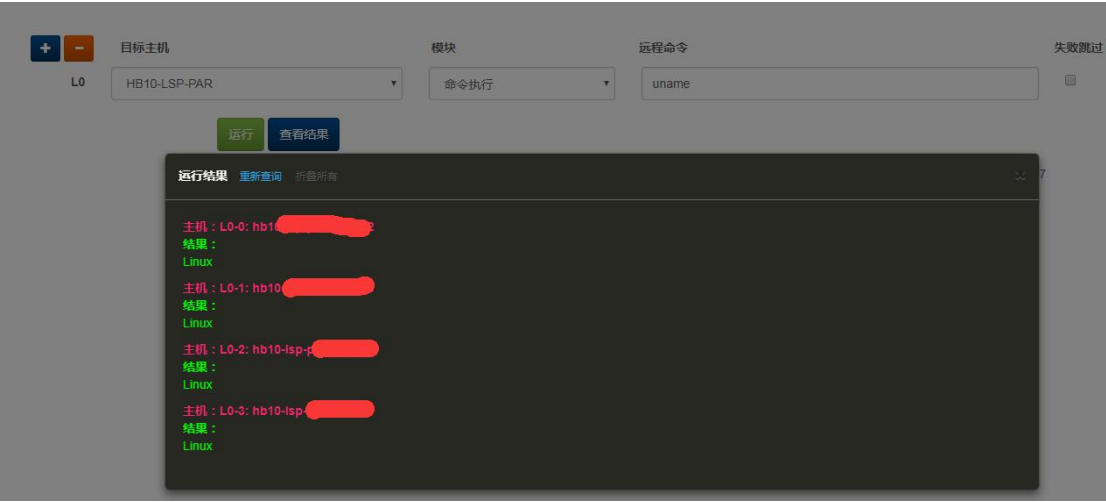 目标主机 模块 远程命令 失败跳过
L0 HB10-LSP-PAR 命令执行 uname
运行 查看结果
运行结果 重新查询 折叠所有 7
主机：L0-0: hb10
结果：
Linux
主机：L0-1: hb10
结果：
Linux
主机：L0-2: hb10-lsp-p
结果：
Linux
主机：L0-3: hb10-lsp-
结果：
Linux